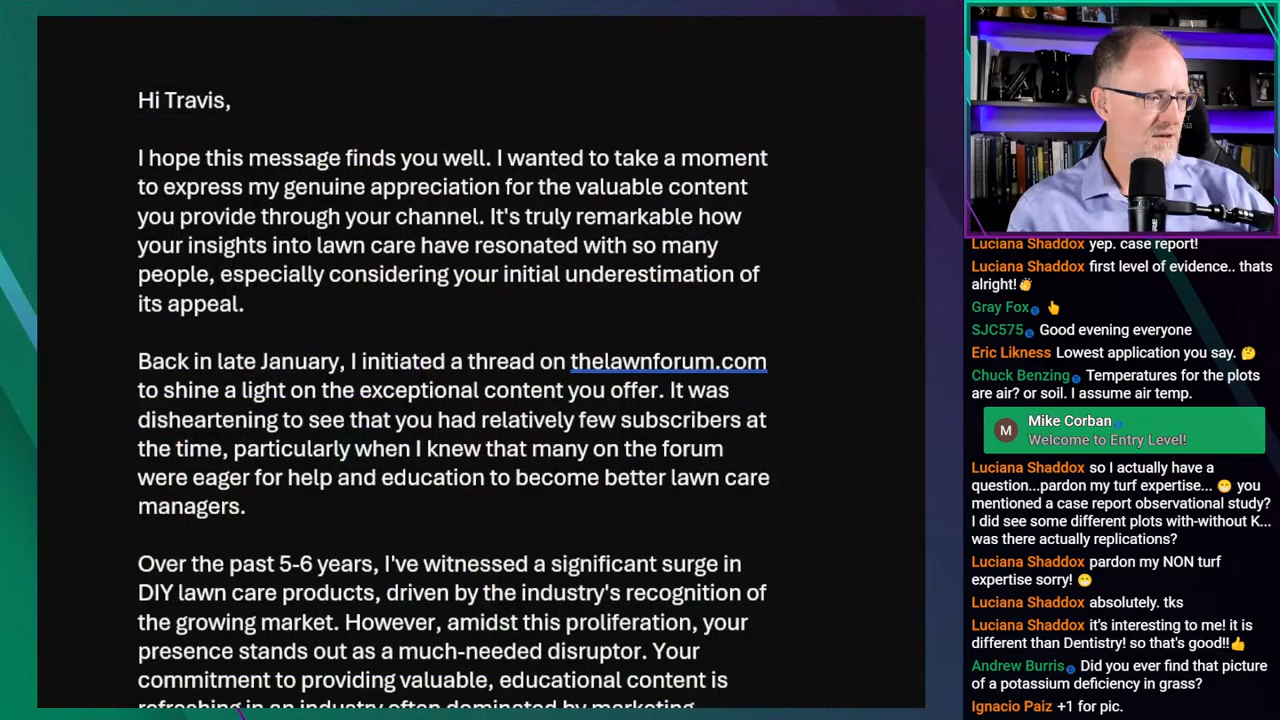 Hi Travis,
I hope this message finds you well. I wanted to take a moment
to express my genuine appreciation for the valuable content
you provide through your channel. It's truly remarkable how
your insights into lawn care have resonated with so many
people, especially considering your initial underestimation of
its appeal.
Back in late January, I initiated a thread on thelawnforum.com
to shine a light on the exceptional content you offer. It was
disheartening to see that you had relatively few subscribers at
the time, particularly when I knew that many on the forum
were eager for help and education to become better lawn care
managers.
Over the past 5-6 years, I've witnessed a significant surge in
DIY lawn care products, driven by the industry's recognition of
the growing market. However, amidst this proliferation, your
presence stands out as a much-needed disruptor. Your
commitment to providing valuable, educational content is
refreshing in an industry often dominated by marketing
Luciana Shaddox yep. case report!
Luciana Shaddox first level of evidence.. thats
alright!👏
Gray Fox 👆
SJC575 Good evening everyone
Eric Likness Lowest application you say. 🤔
Chuck Benzing Temperatures for the plots
are air? or soil. I assume air temp.
M
Mike Corban
Welcome to Entry Level!
Luciana Shaddox so I actually have a
question...pardon my turf expertise... 😁 you
mentioned a case report observational study?
I did see some different plots with-without K...
was there actually replications?
Luciana Shaddox pardon my NON turf
expertise sorry! 😁
Luciana Shaddox absolutely. tks
Luciana Shaddox it's interesting to me! it is
different than Dentistry! so that's good!!👍
Andrew Burris Did you ever find that picture
of a potassium deficiency in grass?
Ignacio Paiz +1 for pic.